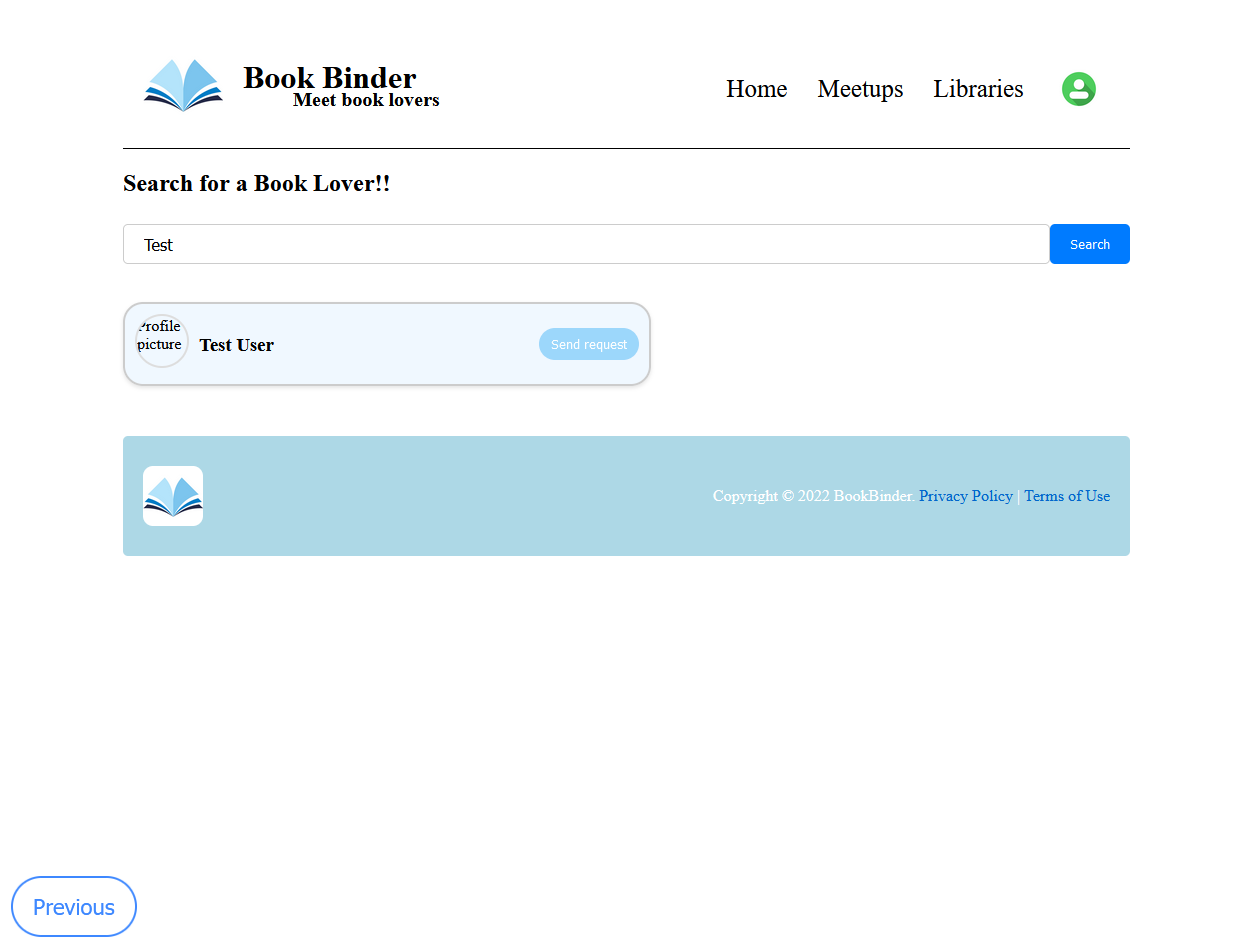 Book Binder
Meet book lovers
Home Meetups Libraries
Search for a Book Lover!!
Test
Search
Profile
picture
Test User
Send request
Copyright © 2022 BookBinder. Privacy Policy | Terms of Use
Previous